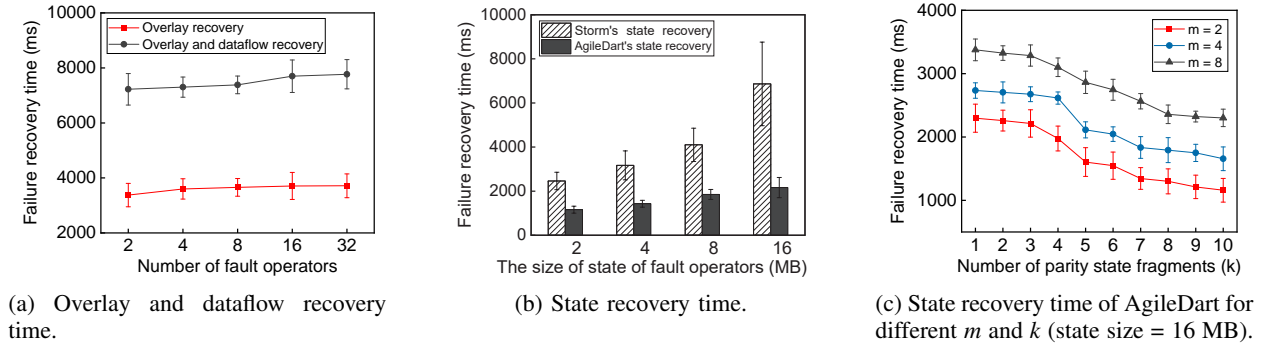 Failure recovery time (ms)
10000
8000
6000
4000
2000
Overlay recovery
Overlay and dataflow recovery
2 4 8 16 32
Number of fault operators
(a) Overlay and dataflow recovery
time.
Failure recovery time (ms)
10000
8000
6000
4000
2000
0
Storm's state recovery
AgileDart's state recovery
2 4 8 16
The size of state of fault operators (MB)
(b) State recovery time.
Failure recovery time (ms)
4000
3000
2000
1000
m = 2
m = 4
m = 8
1 2 3 4 5 6 7 8 9 10
Number of parity state fragments (k)
(c) State recovery time of AgileDart for
different m and k (state size = 16 MB).